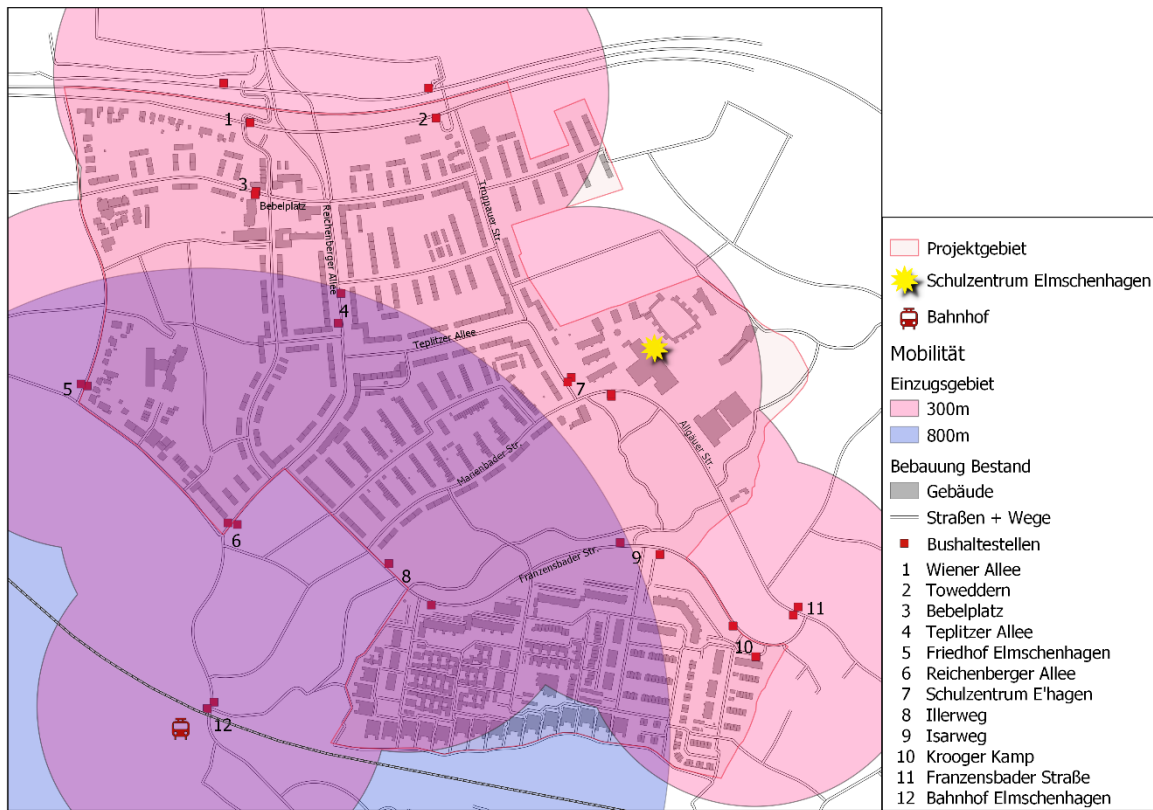 1
2
3
Bebelplatz
Reichenberger Allee
Troppauer Str.
4
Teplitzer Allee
5
7
Marienbader Str.
Allgäuer Str.
6
Franzensbader Str.
8
9
10
11
12
Projektgebiet
Schulzentrum Elmschenhagen
Bahnhof
Mobilität
Einzugsgebiet
300m
800m
Bebauung Bestand
Gebäude
Straßen + Wege
Bushaltestellen
1 Wiener Allee
2 Toweddern
3 Bebelplatz
4 Teplitzer Allee
5 Friedhof Elmschenhagen
6 Reichenberger Allee
7 Schulzentrum E'hagen
8 Illerweg
9 Isarweg
10 Krooger Kamp
11 Franzensbader Straße
12 Bahnhof Elmschenhagen